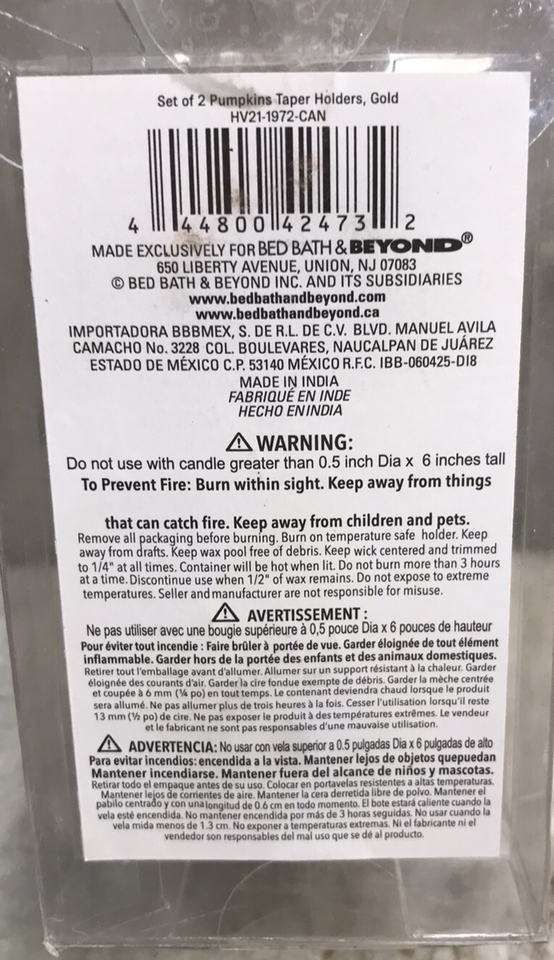 Set of 2 Pumpkins Taper Holders, Gold
HV21-1972-CAN
4 44800 42473 2
MADE EXCLUSIVELY FOR BED BATH & BEYOND®
650 LIBERTY AVENUE, UNION, NJ 07083
© BED BATH & BEYOND INC. AND ITS SUBSIDIARIES
www.bedbathandbeyond.com
www.bedbathandbeyond.ca
IMPORTADORA BBBMEX, S. DE R.L. DE C.V. BLVD. MANUEL AVILA
CAMACHO No. 3228 COL. BOULEVARES, NAUCALPAN DE JUÁREZ
ESTADO DE MÉXICO C.P. 53140 MÉXICO R.F.C. IBB-060425-DI8
MADE IN INDIA
FABRIQUÉ EN INDE
HECHO EN INDIA
⚠ WARNING:
Do not use with candle greater than 0.5 inch Dia x 6 inches tall
To Prevent Fire: Burn within sight. Keep away from things
that can catch fire. Keep away from children and pets.
Remove all packaging before burning. Burn on temperature safe holder. Keep
away from drafts. Keep wax pool free of debris. Keep wick centered and trimmed
to 1/4" at all times. Container will be hot when lit. Do not burn more than 3 hours
at a time. Discontinue use when 1/2" of wax remains. Do not expose to extreme
temperatures. Seller and manufacturer are not responsible for misuse.
⚠ AVERTISSEMENT :
Ne pas utiliser avec une bougie supérieure à 0,5 pouce Dia x 6 pouces de hauteur
Pour éviter tout incendie : Faire brûler à portée de vue. Garder éloignée de tout élément
inflammable. Garder hors de la portée des enfants et des animaux domestiques.
Retirer tout l'emballage avant d'allumer. Allumer sur un support résistant à la chaleur. Garder
éloignée des courants d'air. Garder la cire fondue exempte de débris. Garder la mèche centrée
et coupée à 6 mm (¼ po) en tout temps. Le contenant deviendra chaud lorsque le produit
sera allumé. Ne pas allumer plus de trois heures à la fois. Cesser l'utilisation lorsqu'il reste
13 mm (½ po) de cire. Ne pas exposer le produit à des températures extrêmes. Le vendeur
et le fabricant ne sont pas responsables d'une mauvaise utilisation.
⚠ ADVERTENCIA: No usar con vela superior a 0.5 pulgadas Dia x 6 pulgadas de alto
Para evitar incendios: encendida a la vista. Mantener lejos de objetos quepuedan
Mantener incendiarse. Mantener fuera del alcance de niños y mascotas.
Retirar todo el empaque antes de su uso. Colocar en portavelas resistentes a altas temperaturas.
Mantener lejos de corrientes de aire. Mantener la cera derretida libre de polvo. Mantener el
pabilo centrado y con una longitud de 0.6 cm en todo momento. El bote estará caliente cuando la
vela esté encendida. No mantener encendida por más de 3 horas seguidas. No usar cuando la
vela mida menos de 1.3 cm. No exponer a temperaturas extremas. Ni el fabricante ni el
vendedor son responsables del mal uso que se dé al producto.